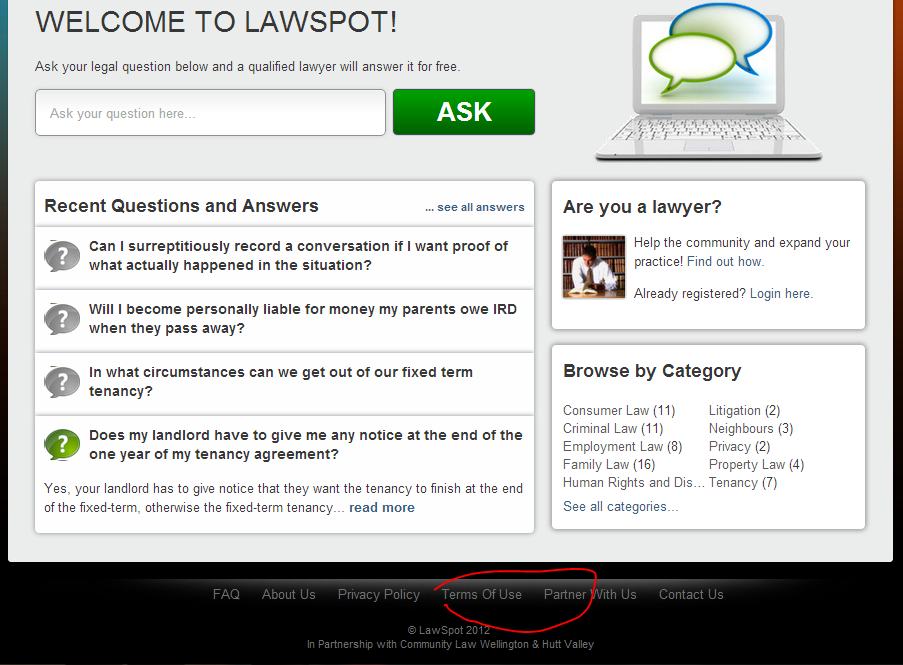 WELCOME TO LAWSPOT!
Ask your legal question below and a qualified lawyer will answer it for free.
Ask your question here...
ASK
Recent Questions and Answers
... see all answers
Can I surreptitiously record a conversation if I want proof of
what actually happened in the situation?
Will I become personally liable for money my parents owe IRD
when they pass away?
In what circumstances can we get out of our fixed term
tenancy?
Does my landlord have to give me any notice at the end of the
one year of my tenancy agreement?
Yes, your landlord has to give notice that they want the tenancy to finish at the end
of the fixed-term, otherwise the fixed-term tenancy... read more
Are you a lawyer?
Help the community and expand your
practice! Find out how.
Already registered? Login here.
Browse by Category
Consumer Law (11)
Criminal Law (11)
Employment Law (8)
Family Law (16)
Human Rights and Dis...
Litigation (2)
Neighbours (3)
Privacy (2)
Property Law (4)
Tenancy (7)
See all categories...
FAQ About Us Privacy Policy Terms Of Use Partner With Us Contact Us
© LawSpot 2012
In Partnership with Community Law Wellington & Hutt Valley